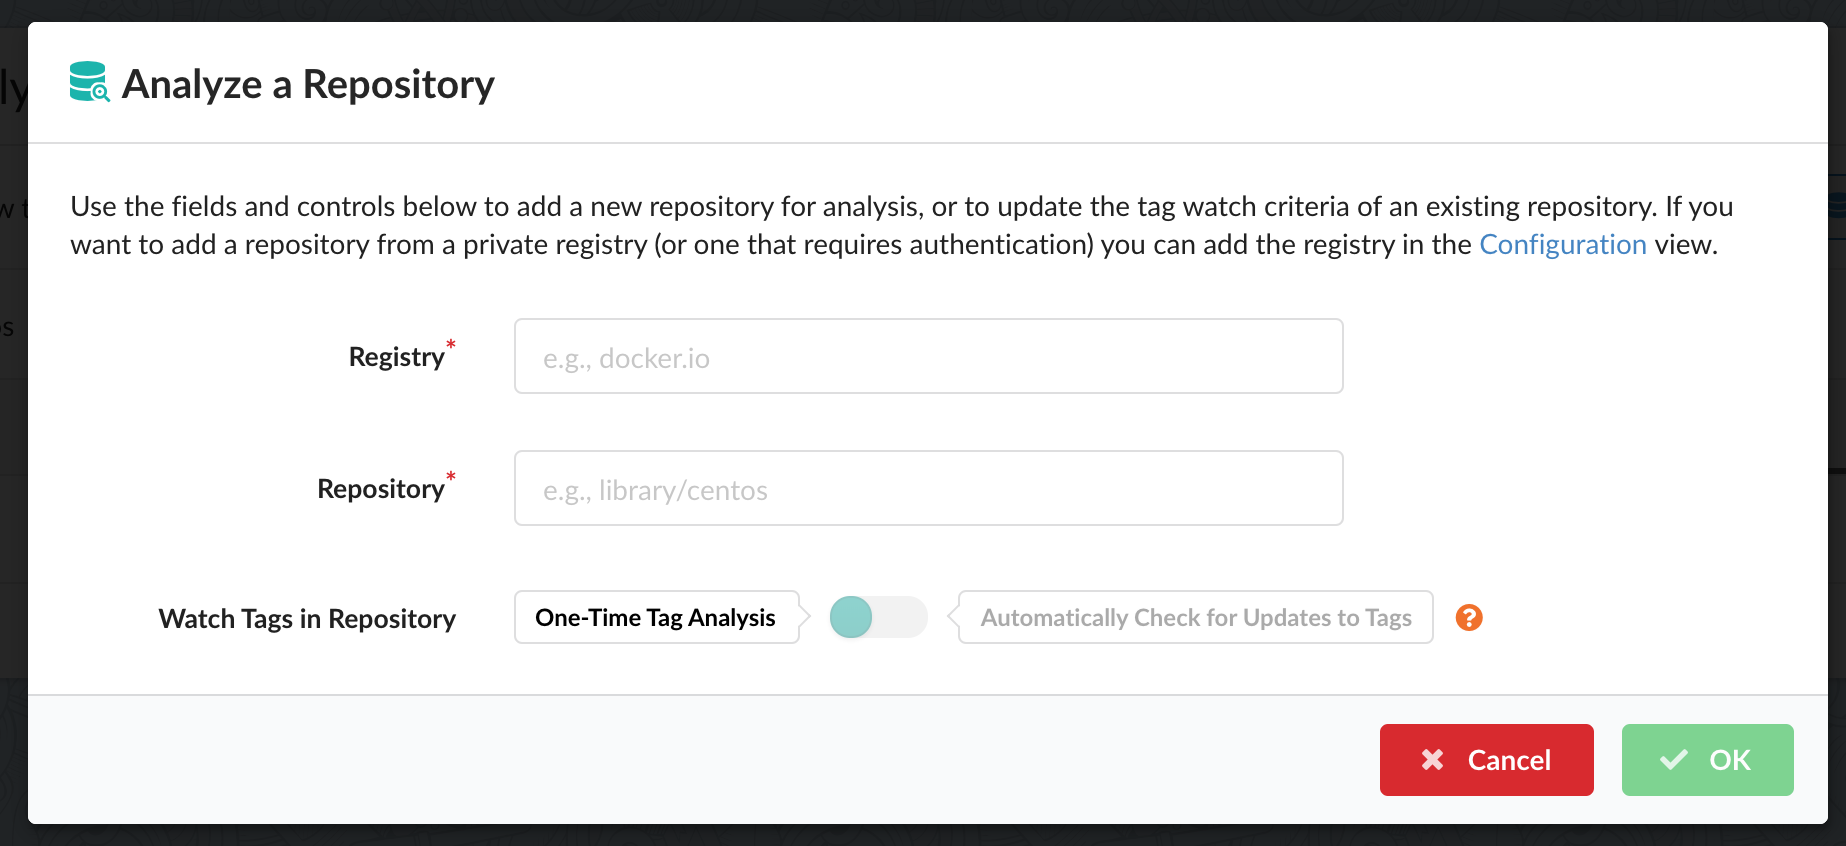 Analyze a Repository
Use the fields and controls below to add a new repository for analysis, or to update the tag watch criteria of an existing repository. If you
want to add a repository from a private registry (or one that requires authentication) you can add the registry in the Configuration view.
Registry*
e.g., docker.io
Repository*
e.g., library/centos
Watch Tags in Repository
One-Time Tag Analysis
Automatically Check for Updates to Tags
?
Cancel
OK